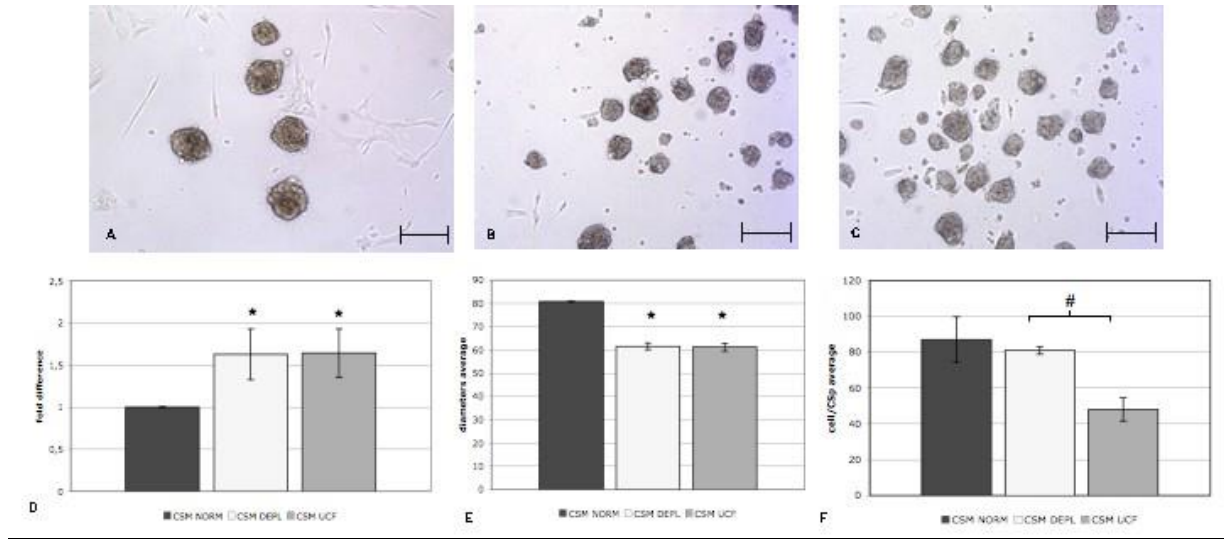 A
B
C
fold difference
2,5
2
1,5
1
0,5
0
★ ★
D
■CSM NORM □CSM DEPL ■CSM UCF
diameters average
90
80
70
60
50
40
30
20
10
0
★ ★
E
■CSM NORM □CSM DEPL ■CSM UCF
cell/CSp average
120
100
80
60
40
20
0
#
F
■CSM NORM □CSM DEPL ■CSM UCF